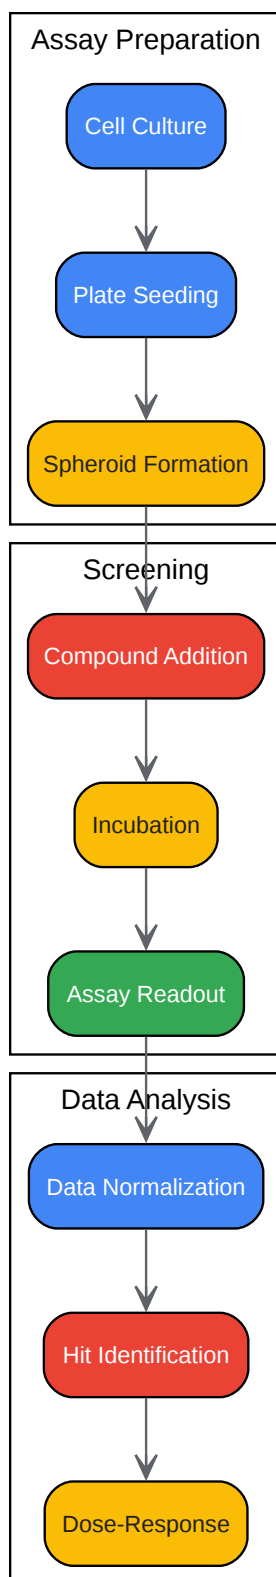 Assay Preparation
Cell Culture
Plate Seeding
Spheroid Formation
Screening
Compound Addition
Incubation
Assay Readout
Data Analysis
Data Normalization
Hit Identification
Dose-Response